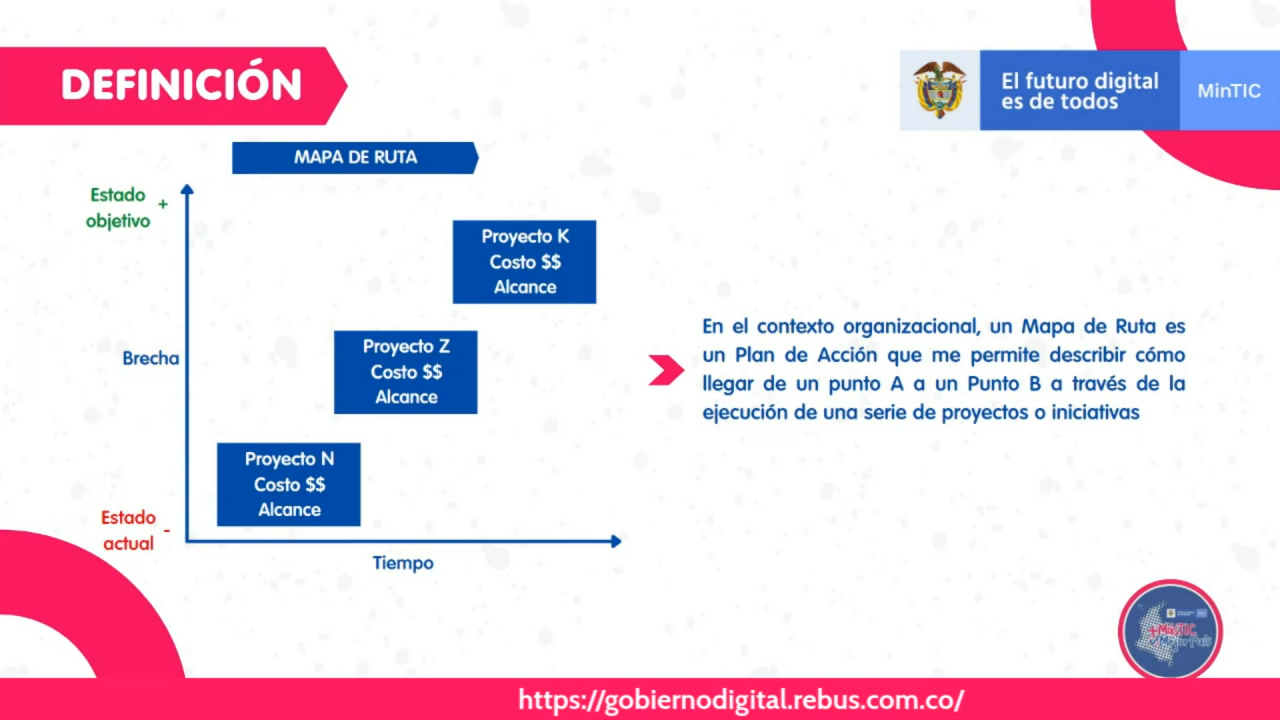 DEFINICIÓN
El futuro digital
es de todos
MinTIC
MAPA DE RUTA
Estado
objetivo
+
Proyecto K
Costo $$
Alcance
Proyecto Z
Costo $$
Alcance
Brecha
Proyecto N
Costo $$
Alcance
Estado
actual
-
Tiempo
En el contexto organizacional, un Mapa de Ruta es
un Plan de Acción que me permite describir cómo
llegar de un punto A a un Punto B a través de la
ejecución de una serie de proyectos o iniciativas
+MinTIC
+MejorPaís
https://gobiernodigital.rebus.com.co/